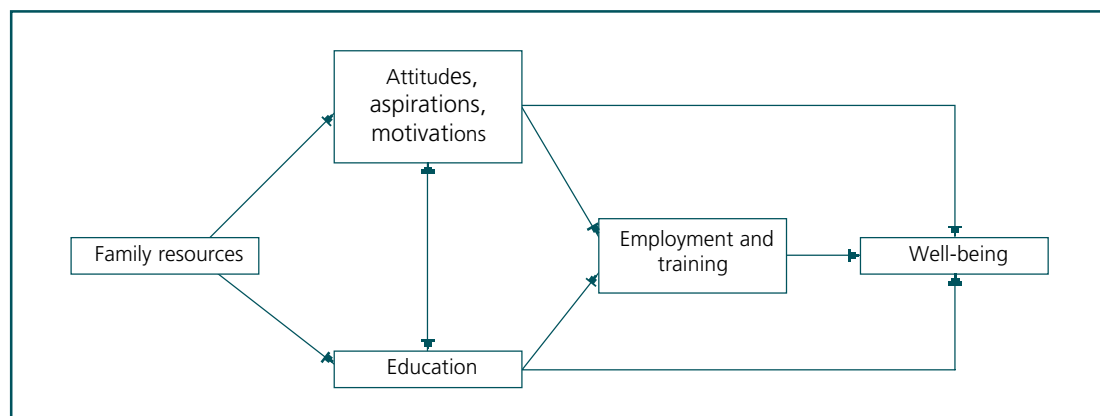 Attitudes,
aspirations,
motivations
Family resources
Employment and
training
Well-being
Education